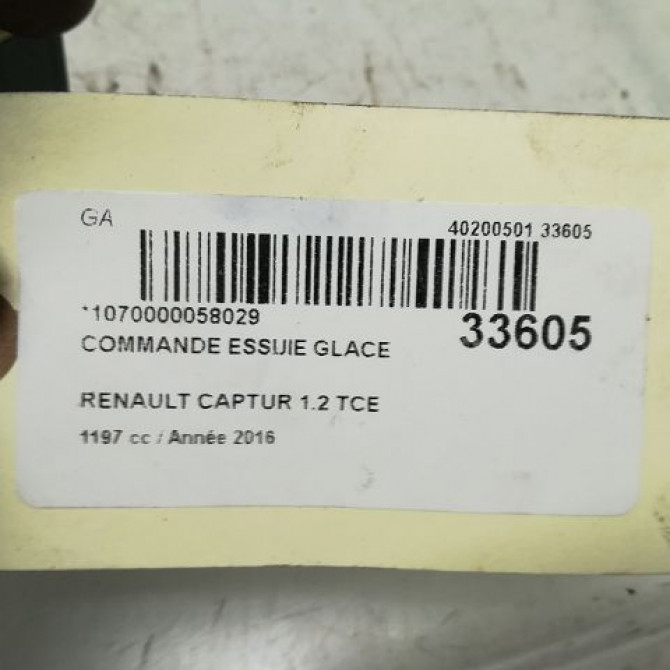 GA
40200501 33605
*1070000058029
33605
COMMANDE ESSUIE GLACE
RENAULT CAPTUR 1.2 TCE
1197 cc / Année 2016